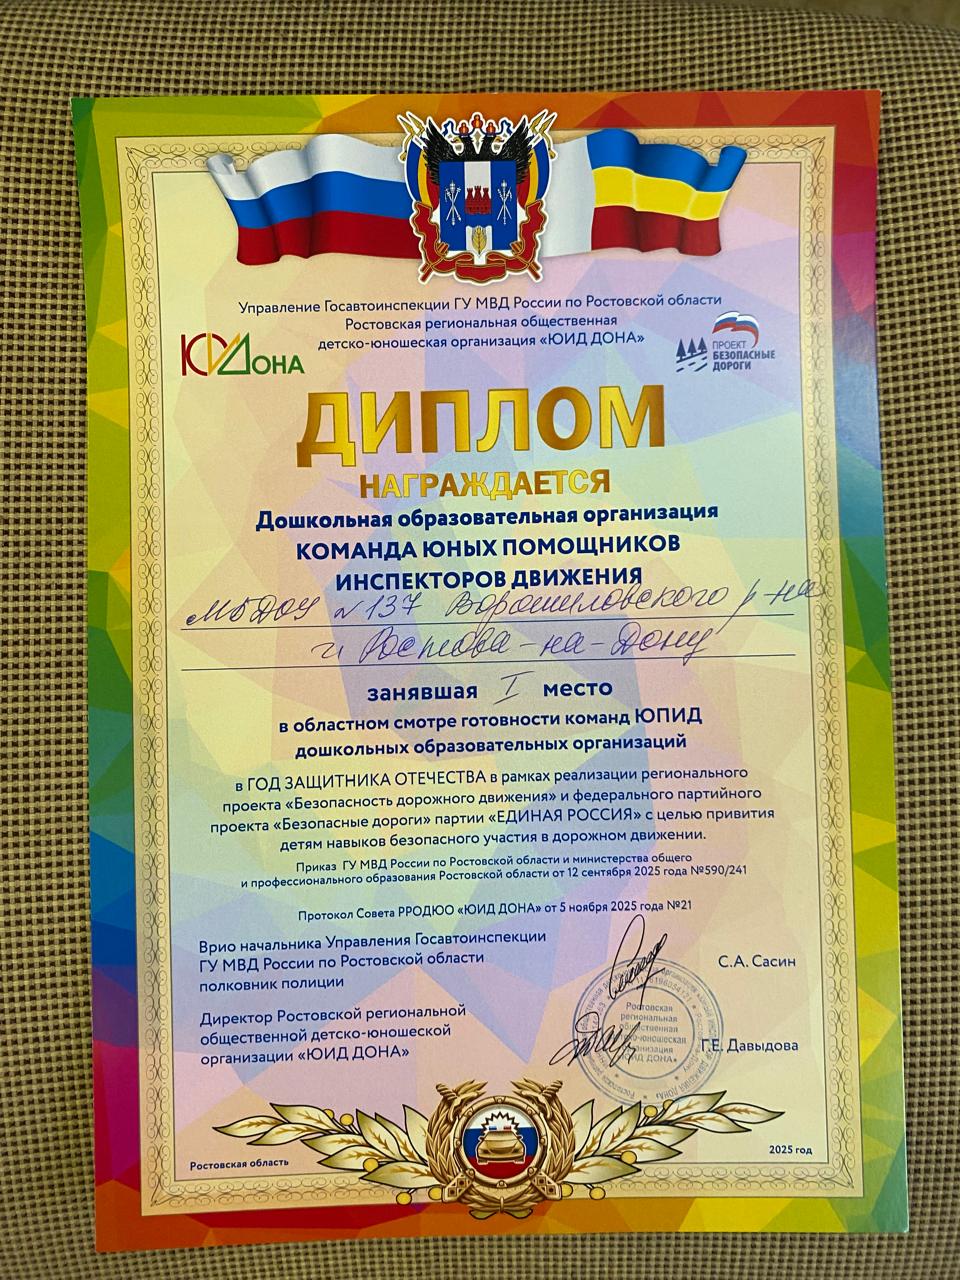 Управление Госавтоинспекции ГУ МВД России по Ростовской области
Ростовская региональная общественная
детско-юношеская организация «ЮИД ДОНА»
ЮИДДОНА
ПРОЕКТ
БЕЗОПАСНЫЕ
ДОРОГИ
ДИПЛОМ
НАГРАЖДАЕТСЯ
Дошкольная образовательная организация
КОМАНДА ЮНЫХ ПОМОЩНИКОВ
ИНСПЕКТОРОВ ДВИЖЕНИЯ
МБДОУ №137 Ворошиловского р-на
г. Ростова-на-Дону
занявшая I место
в областном смотре готовности команд ЮПИД
дошкольных образовательных организаций
в ГОД ЗАЩИТНИКА ОТЕЧЕСТВА в рамках реализации регионального
проекта «Безопасность дорожного движения» и федерального партийного
проекта «Безопасные дороги» партии «ЕДИНАЯ РОССИЯ» с целью привития
детям навыков безопасного участия в дорожном движении.
Приказ ГУ МВД России по Ростовской области и министерства общего
и профессионального образования Ростовской области от 12 сентября 2025 года №590/241
Протокол Совета РРОДЮО «ЮИД ДОНА» от 5 ноября 2025 года №21
Врио начальника Управления Госавтоинспекции
ГУ МВД России по Ростовской области
полковник полиции
С.А. Сасин
Директор Ростовской региональной
общественной детско-юношеской
организации «ЮИД ДОНА»
Г.Е. Давыдова
Ростовская
региональная
общественная
организация
ЮИД ДОНА
Ростовская область
2025 год